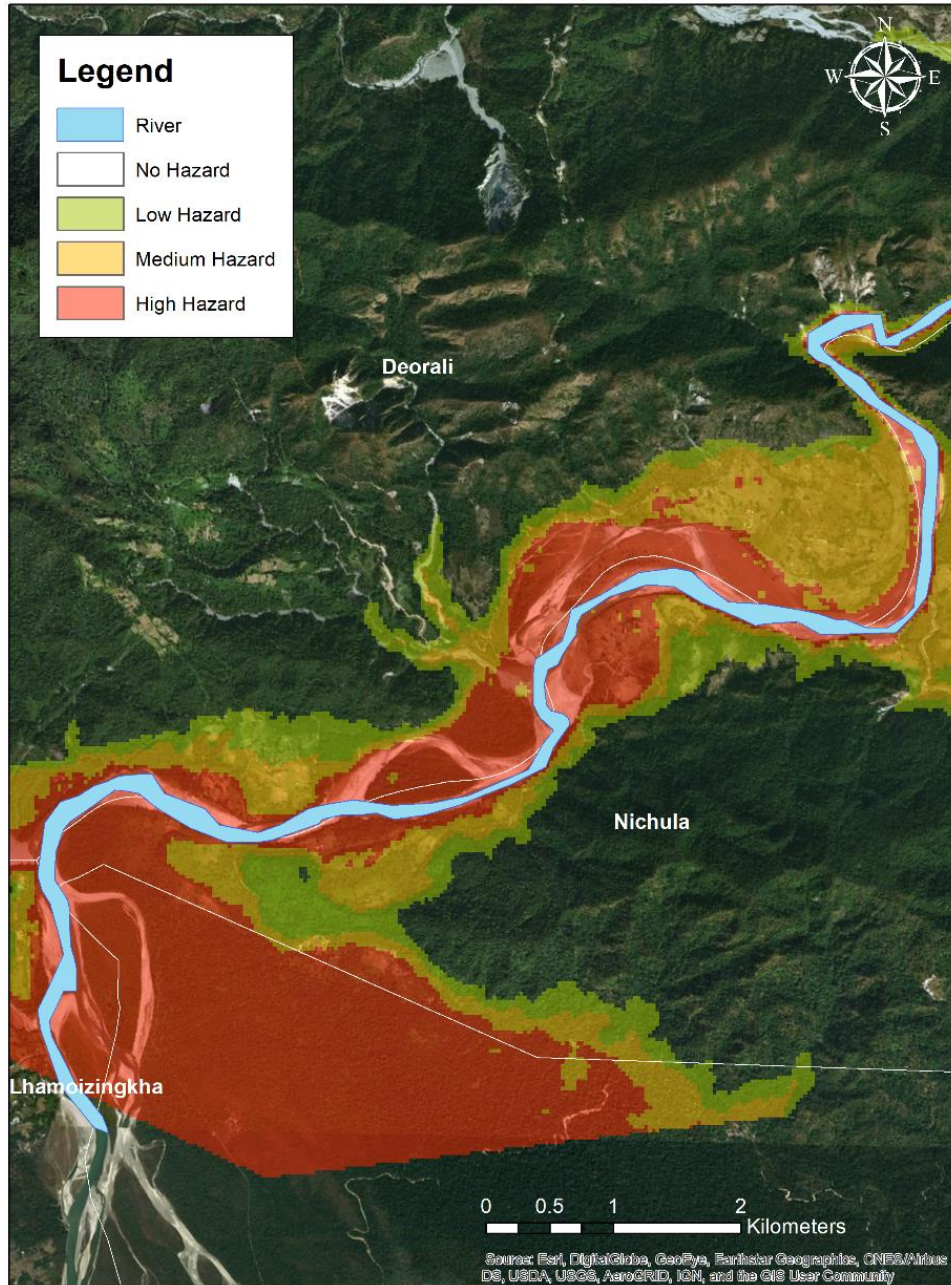 Legend
River
No Hazard
Low Hazard
Medium Hazard
High Hazard
N
W E
S
Deorali
Nichula
Lhamoizingkha
0 0.5 1 2
Kilometers
Source: Esri, DigitalGlobe, GeoEye, Earthstar Geographics, CNES/Airbus
DS, USDA, USGS, AeroGRID, IGN, and the GIS User Community